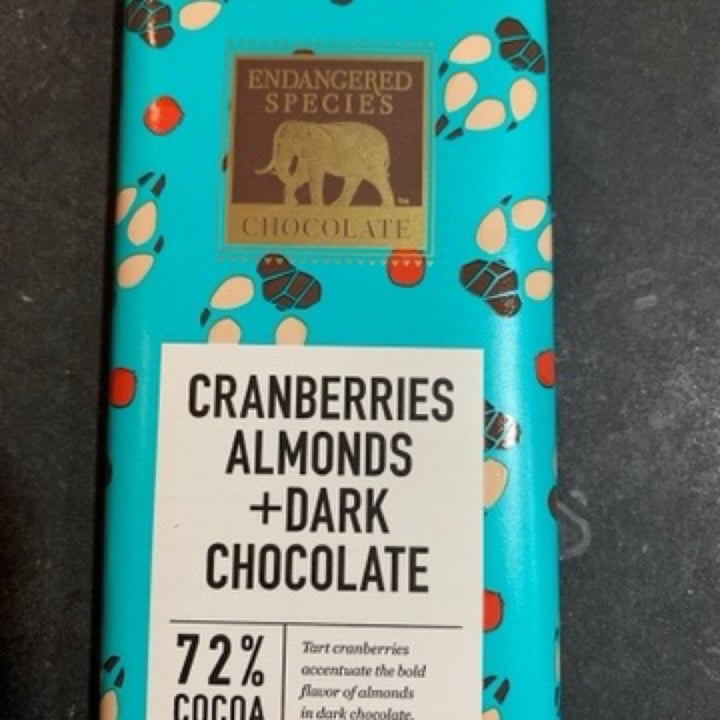 ENDANGERED
SPECIES
CHOCOLATE
CRANBERRIES
ALMONDS
+DARK
CHOCOLATE
72%
COCOA
Tart cranberries
accentuate the bold
flavor of almonds
in dark chocolate.